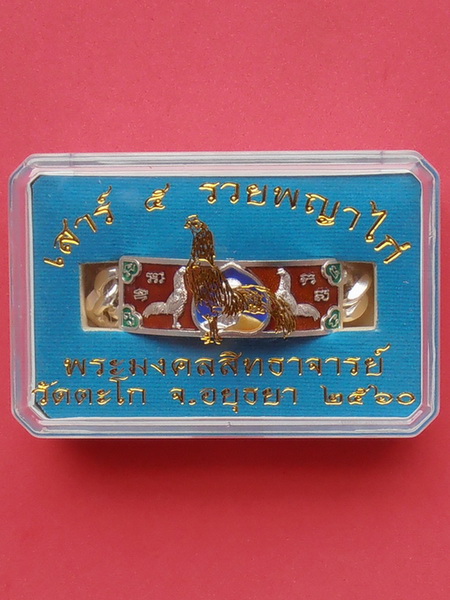 เสาร์ ๕ รวยพญาไก่
พระมงคลสิทธาจารย์
วัดตะโก จ.อยุธยา ๒๕๖๐